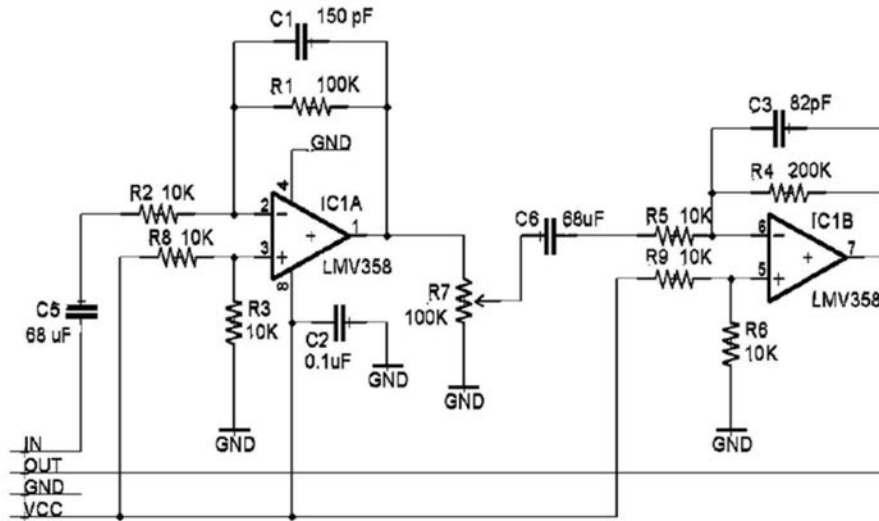 C1 150 pF
R1 100K
GND
C3 82pF
R4 200K
R2 10K
4
IC1A
2
1
R8 10K
3
LMV358
8
C6 68uF
R5 10K
IC1B
6
7
R9 10K
5
LMV358
C5
68 uF
R3
10K
C2
0.1uF
GND
R7
100K
GND
R6
10K
GND
GND
IN
OUT
GND
VCC